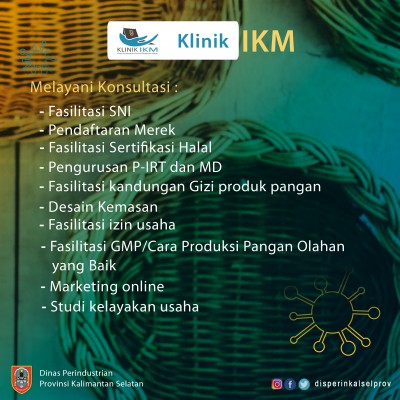 KLINIK IKM
Klinik IKM
Melayani Konsultasi :
- Fasilitasi SNI
- Pendaftaran Merek
- Fasilitasi Sertifikasi Halal
- Pengurusan P-IRT dan MD
- Fasilitasi kandungan Gizi produk pangan
- Desain Kemasan
- Fasilitasi izin usaha
- Fasilitasi GMP/Cara Produksi Pangan Olahan
yang Baik
- Marketing online
- Studi kelayakan usaha
Dinas Perindustrian
Provinsi Kalimantan Selatan
disperinkalselprov